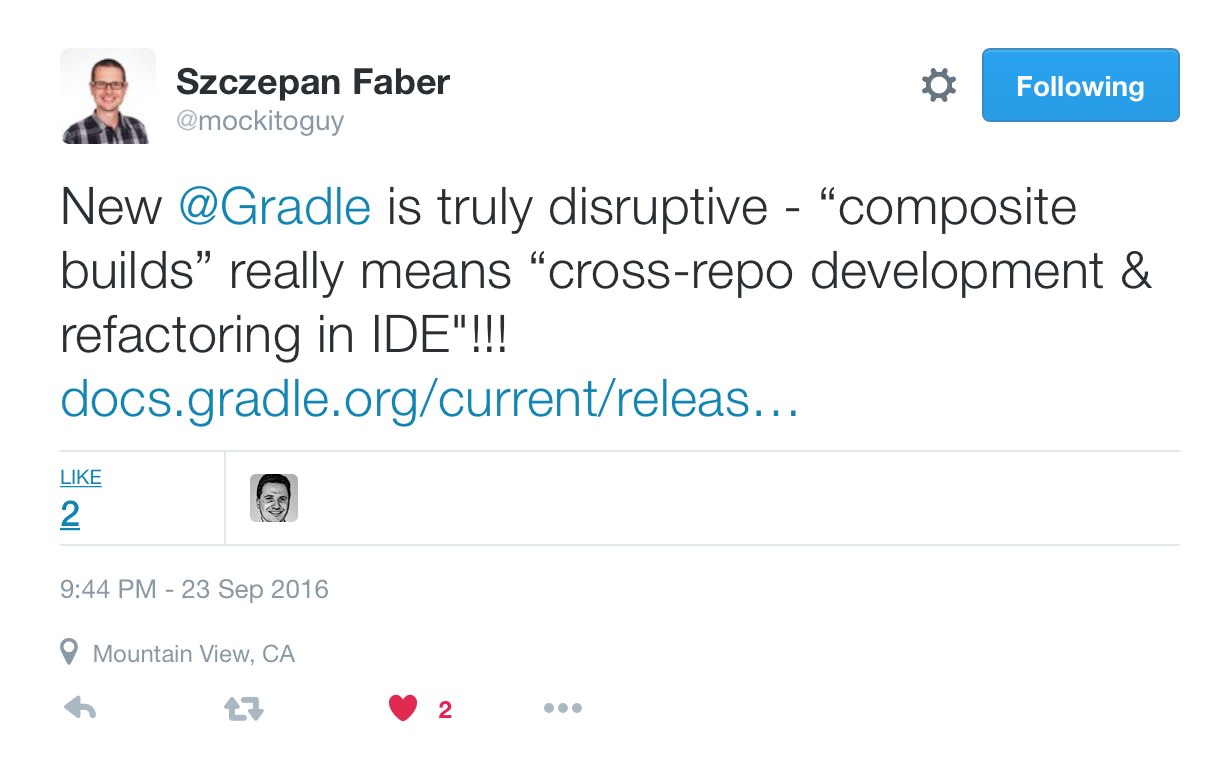 Szczepan Faber
@mockitoguy
Following
New @Gradle is truly disruptive - “composite
builds” really means “cross-repo development &
refactoring in IDE"!!!
docs.gradle.org/current/releas…
LIKE
2
9:44 PM - 23 Sep 2016
Mountain View, CA
2